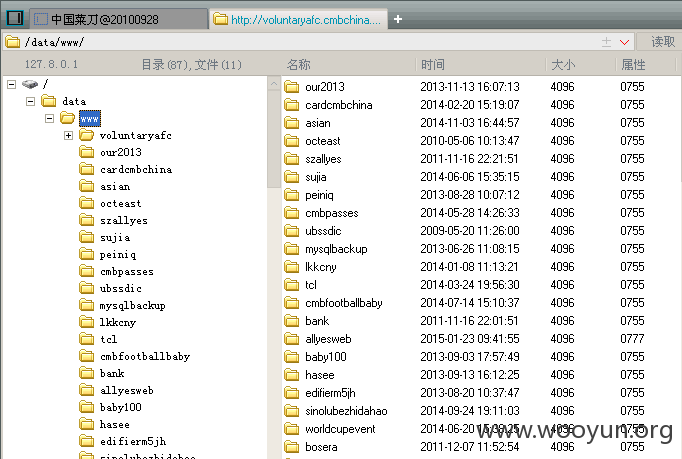 中国菜刀@20100928
http://voluntaryafc.cmbchina.com....
+
/data/www/
读取
127.8.0.1
目录(87),文件(11)
名称 时间 大小 属性
/
data
www
voluntaryafc
our2013
cardcmbchina
asian
octeast
szallyes
sujia
peiniq
cmbpasses
ubssdic
mysqlbackup
lkkcny
tcl
cmbfootballbaby
bank
allyesweb
baby100
hasee
edifierm5jh
sinolubezhidahao
our2013 2013-11-13 16:07:13 4096 0755
cardcmbchina 2014-02-20 15:19:07 4096 0755
asian 2014-11-03 16:44:57 4096 0755
octeast 2010-05-06 10:13:47 4096 0755
szallyes 2011-11-16 22:21:51 4096 0755
sujia 2014-06-06 15:35:15 4096 0755
peiniq 2013-08-28 10:07:12 4096 0755
cmbpasses 2014-05-28 14:26:33 4096 0755
ubssdic 2009-05-20 11:26:00 4096 0755
mysqlbackup 2013-06-26 11:08:15 4096 0755
lkkcny 2014-01-08 11:13:21 4096 0755
tcl 2014-03-24 19:56:30 4096 0755
cmbfootballbaby 2014-07-14 15:10:37 4096 0755
bank 2011-11-16 22:01:51 4096 0755
allyesweb 2015-01-23 09:41:55 4096 0777
baby100 2013-09-03 17:57:49 4096 0755
hasee 2013-09-13 16:12:25 4096 0755
edifierm5jh 2013-08-20 10:37:47 4096 0755
sinolubezhidahao 2014-09-24 19:11:03 4096 0755
worldcupevent 2014-06-20 15:38:25 4096 0755
bosera 2011-12-07 11:52:54 4096 0755
www.wooyun.org